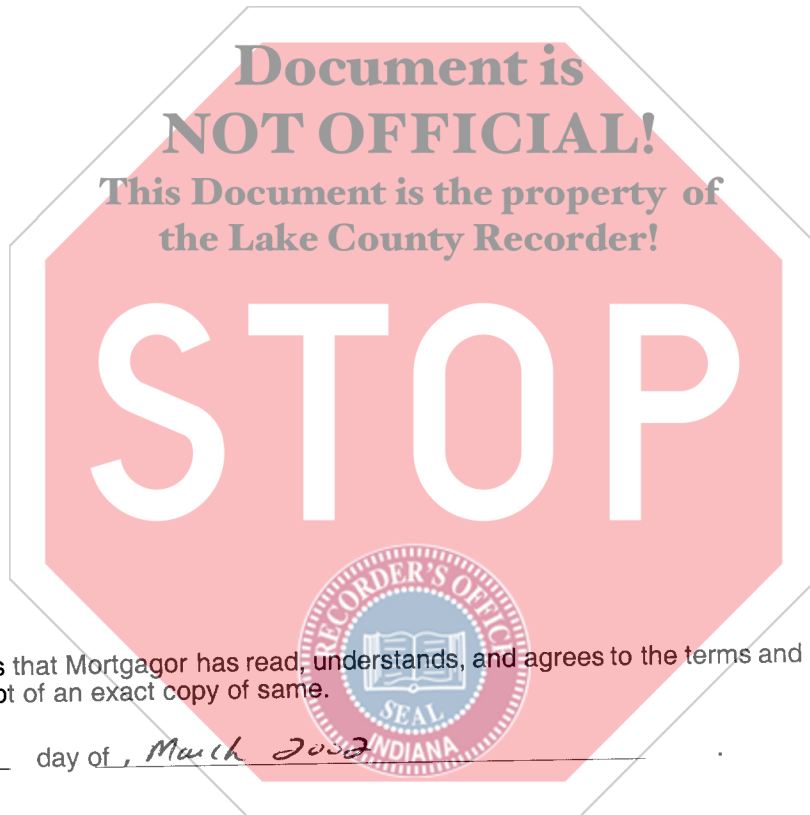 Document is
NOT OFFICIAL!
This Document is the property of
the Lake County Recorder!
STOP
RECORDER'S OFFIC
SEAL
INDIANA
s that Mortgagor has read, understands, and agrees to the terms and
of an exact copy of same.
day of , March 2002